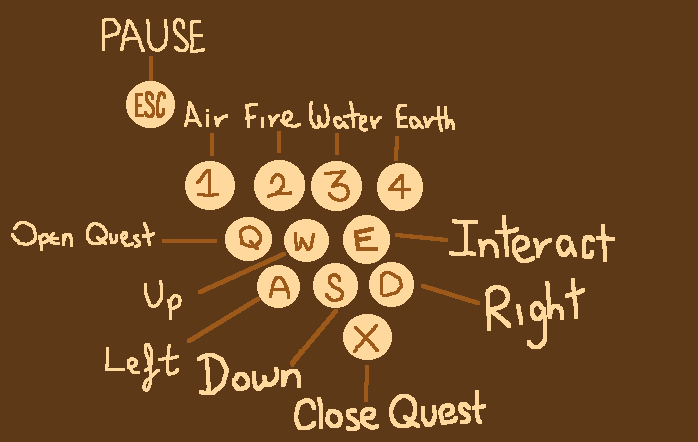 PAUSE
ESC
Air Fire Water Earth
1 2 3 4
Open Quest Q W E Interact
Up A S D Right
Left Down X
Close Quest